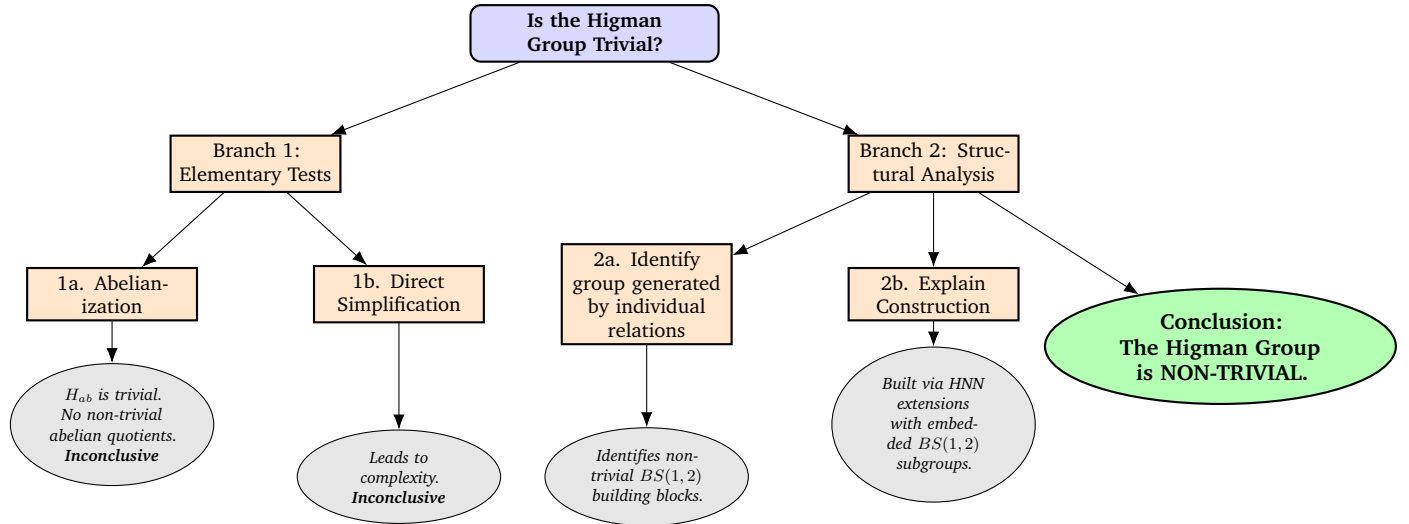 Is the Higman
Group Trivial?
Branch 1:
Elementary Tests
Branch 2: Struc-
tural Analysis
1a. Abelian-
ization
1b. Direct
Simplification
2a. Identify
group generated
by individual
relations
2b. Explain
Construction
Conclusion:
The Higman Group
is NON-TRIVIAL.
H_{ab} is trivial.
No non-trivial
abelian quotients.
Inconclusive
Leads to
complexity.
Inconclusive
Identifies non-
trivial BS(1, 2)
building blocks.
Built via HNN
extensions
with embed-
ded BS(1, 2)
subgroups.